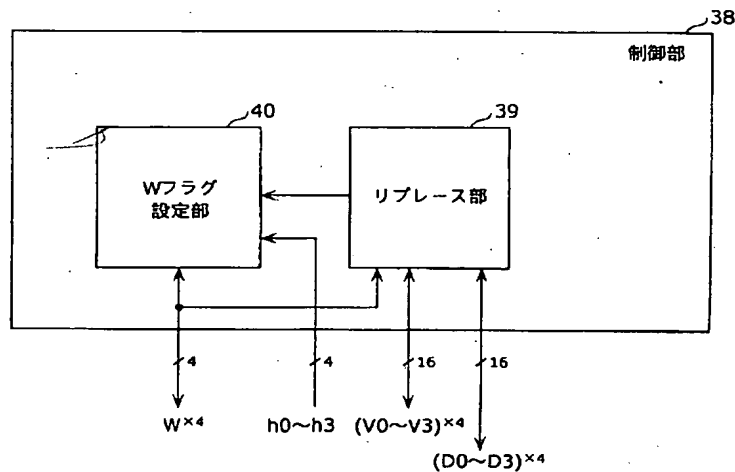 38
制御部
40
39
Wフラグ
設定部
リプレース部
4
4
16
16
W×4
h0〜h3
(V0〜V3)×4
(D0〜D3)×4